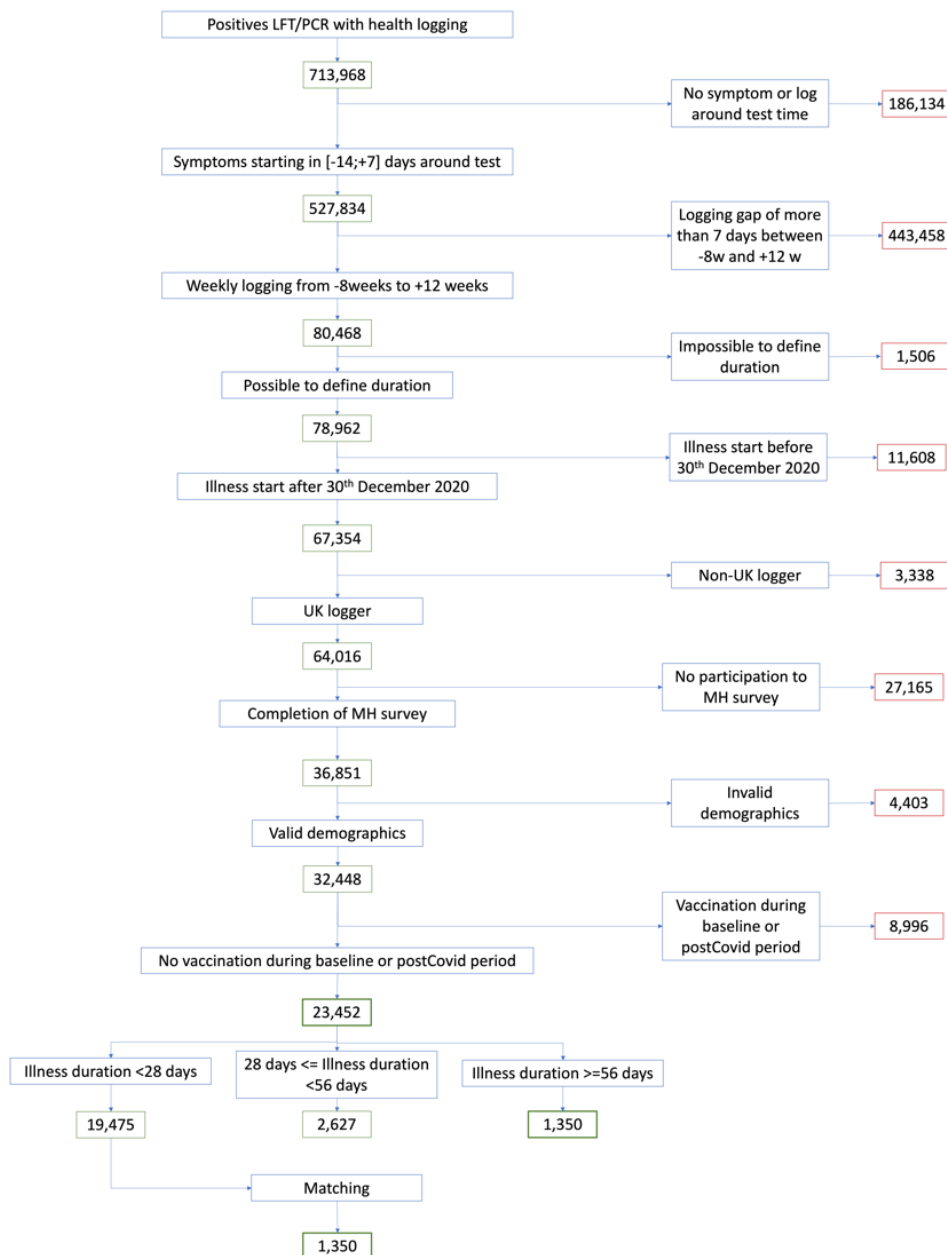 Positives LFT/PCR with health logging
713,968
No symptom or log
around test time
186,134
Symptoms starting in [-14;+7] days around test
527,834
Logging gap of more
than 7 days between
-8w and +12 w
443,458
Weekly logging from -8weeks to +12 weeks
80,468
Impossible to define
duration
1,506
Possible to define duration
78,962
Illness start before
30th December 2020
11,608
Illness start after 30th December 2020
67,354
Non-UK logger
3,338
UK logger
64,016
No participation to
MH survey
27,165
Completion of MH survey
36,851
Invalid
demographics
4,403
Valid demographics
32,448
Vaccination during
baseline or
postCovid period
8,996
No vaccination during baseline or postCovid period
23,452
Illness duration <28 days
28 days <= Illness duration
<56 days
Illness duration >=56 days
19,475
2,627
1,350
Matching
1,350